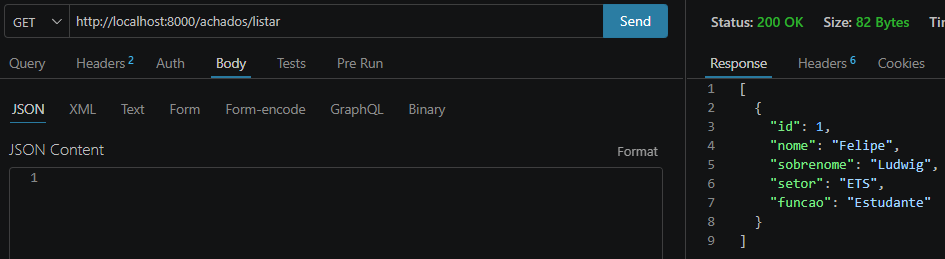 GET http://localhost:8000/achados/listar Send
Query Headers 2 Auth Body Tests Pre Run
JSON XML Text Form Form-encode GraphQL Binary
JSON Content Format
1
Status: 200 OK Size: 82 Bytes
Response Headers 6 Cookies
1 [
2 {
3 "id": 1,
4 "nome": "Felipe",
5 "sobrenome": "Ludwig",
6 "setor": "ETS",
7 "funcao": "Estudante"
8 }
9 ]